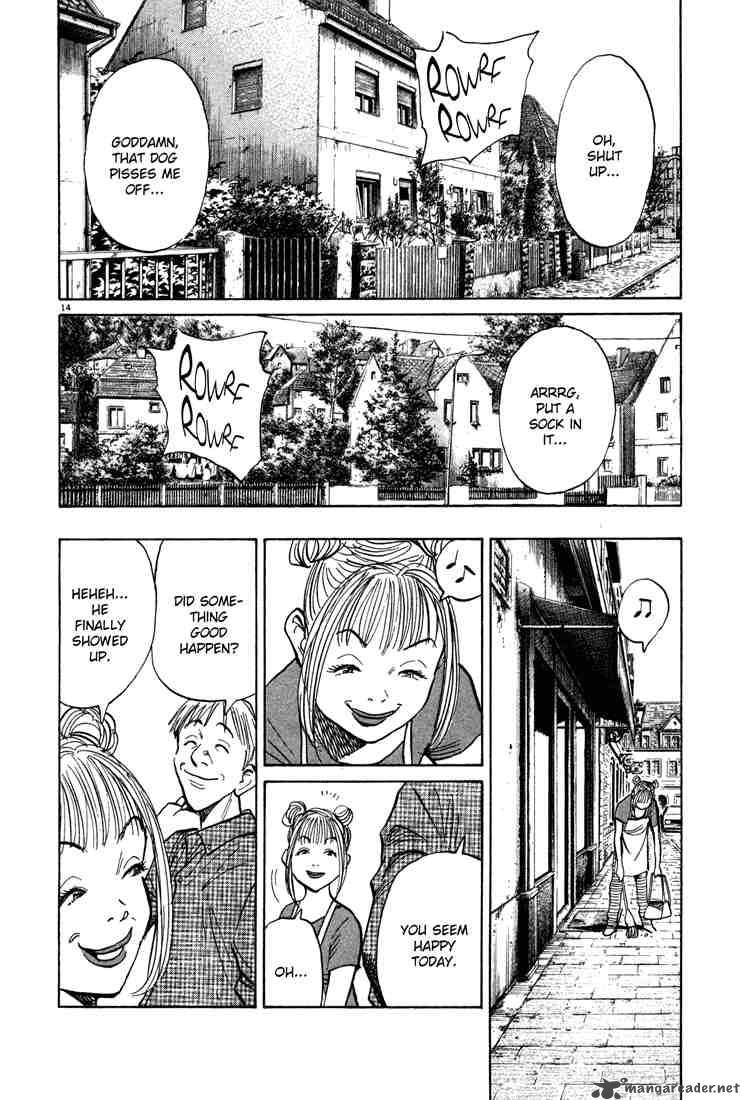 OH,
SHUT
UP...
ROWRF
ROWRF
GODDAMN,
THAT DOG
PISSES ME
OFF...
14
ARRRG,
PUT A
SOCK IN
IT...
ROWRF
ROWRF
YOU SEEM
HAPPY
TODAY.
OH...
DID SOME-
THING
GOOD
HAPPEN?
HEHEH...
HE
FINALLY
SHOWED
UP.
mangareader.net